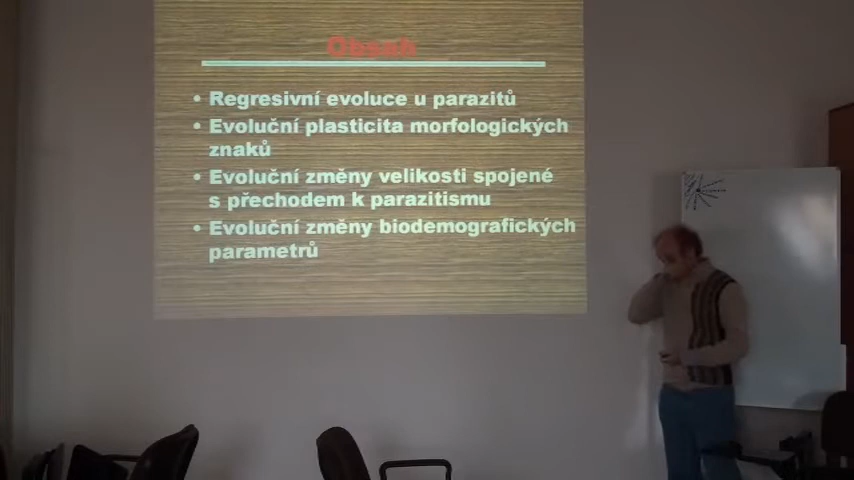 Obsah
• Regresivní evoluce u parazitů
• Evoluční plasticita morfologických
znaků
• Evoluční změny velikosti spojené
s přechodem k parazitismu
• Evoluční změny biodemografických
parametrů